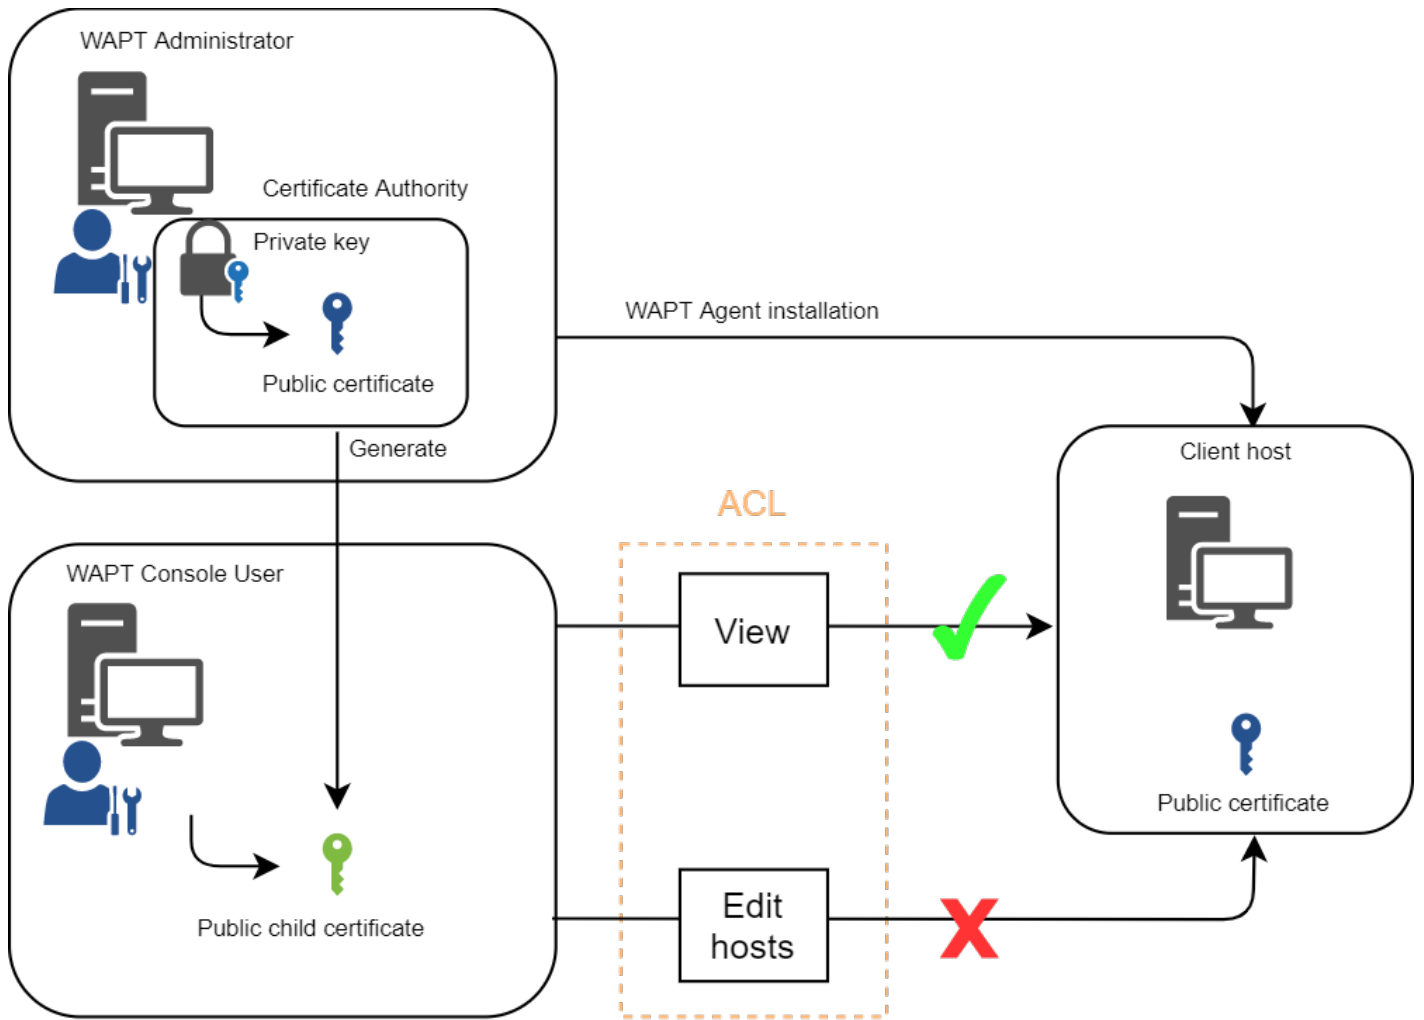 WAPT Administrator
Certificate Authority
Private key
Public certificate
Generate
WAPT Agent installation
Client host
Public certificate
ACL
View
Edit
hosts
WAPT Console User
Public child certificate